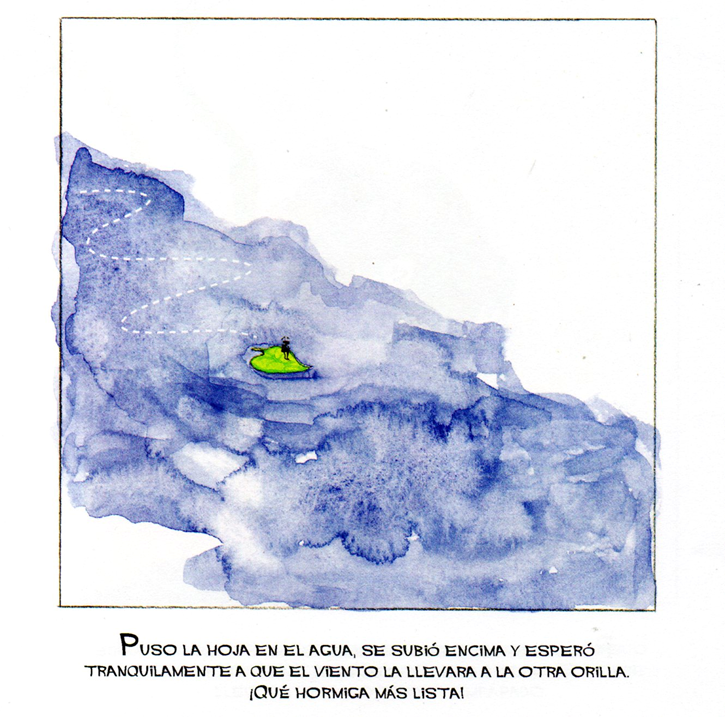 PUSO LA HOJA EN EL AGUA, SE SUBIÓ ENCIMA Y ESPERÓ
TRANQUILAMENTE A QUE EL VIENTO LA LLEVARA A LA OTRA ORILLA.
¡QUÉ HORMIGA MÁS LISTA!